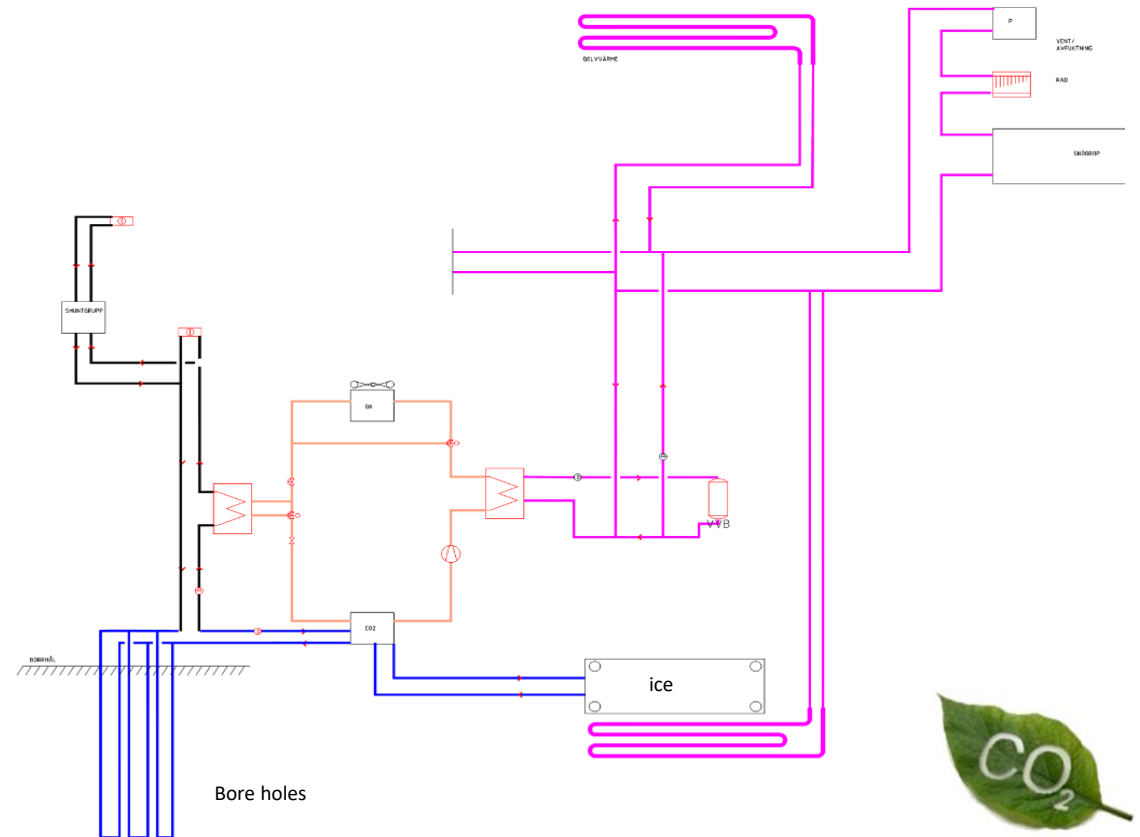 GOLVVÄRME
P
VENT/
AVFUKTNING
RAD
SNÖGROP
SHUNTGRUPP
GK
VVB
CO2
BORRHÅL
ice
Bore holes
CO2